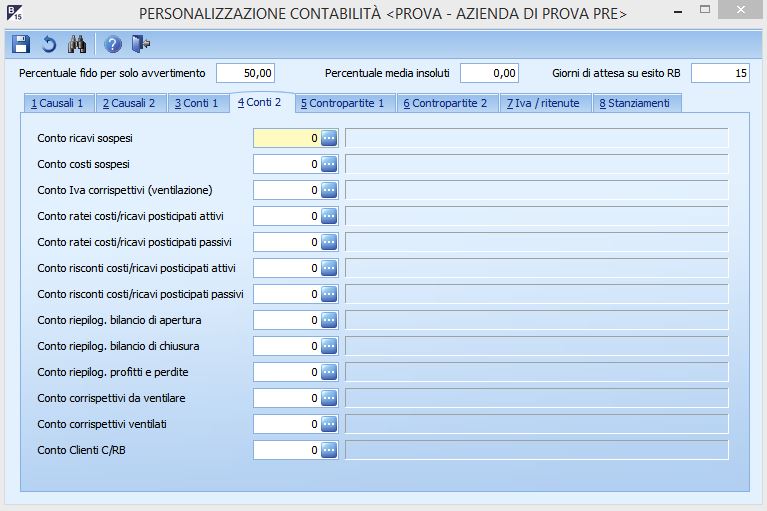 B 15 PERSONALIZZAZIONE CONTABILITÀ <PROVA - AZIENDA DI PROVA PRE>
Percentuale fido per solo avvertimento 50,00 Percentuale media insoluti 0,00 Giorni di attesa su esito RB 15
1 Causali 1 2 Causali 2 3 Conti 1 4 Conti 2 5 Contropartite 1 6 Contropartite 2 7 Iva / ritenute 8 Stanziamenti
Conto ricavi sospesi 0
Conto costi sospesi 0
Conto Iva corrispettivi (ventilazione) 0
Conto ratei costi/ricavi posticipati attivi 0
Conto ratei costi/ricavi posticipati passivi 0
Conto risconti costi/ricavi posticipati attivi 0
Conto risconti costi/ricavi posticipati passivi 0
Conto riepilog. bilancio di apertura 0
Conto riepilog. bilancio di chiusura 0
Conto riepilog. profitti e perdite 0
Conto corrispettivi da ventilare 0
Conto corrispettivi ventilati 0
Conto Clienti C/RB 0